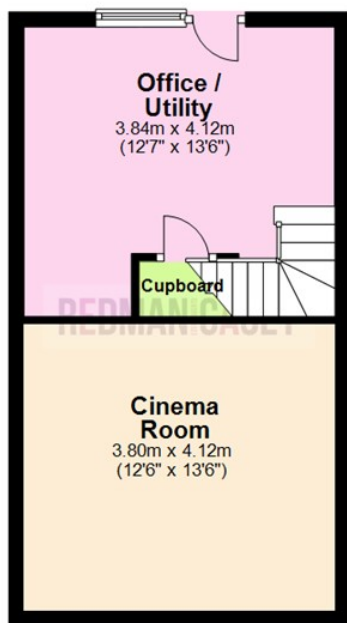 Office /
Utility
3.84m x 4.12m
(12'7" x 13'6")
Cupboard
REDMAN CASEY
Cinema
Room
3.80m x 4.12m
(12'6" x 13'6")